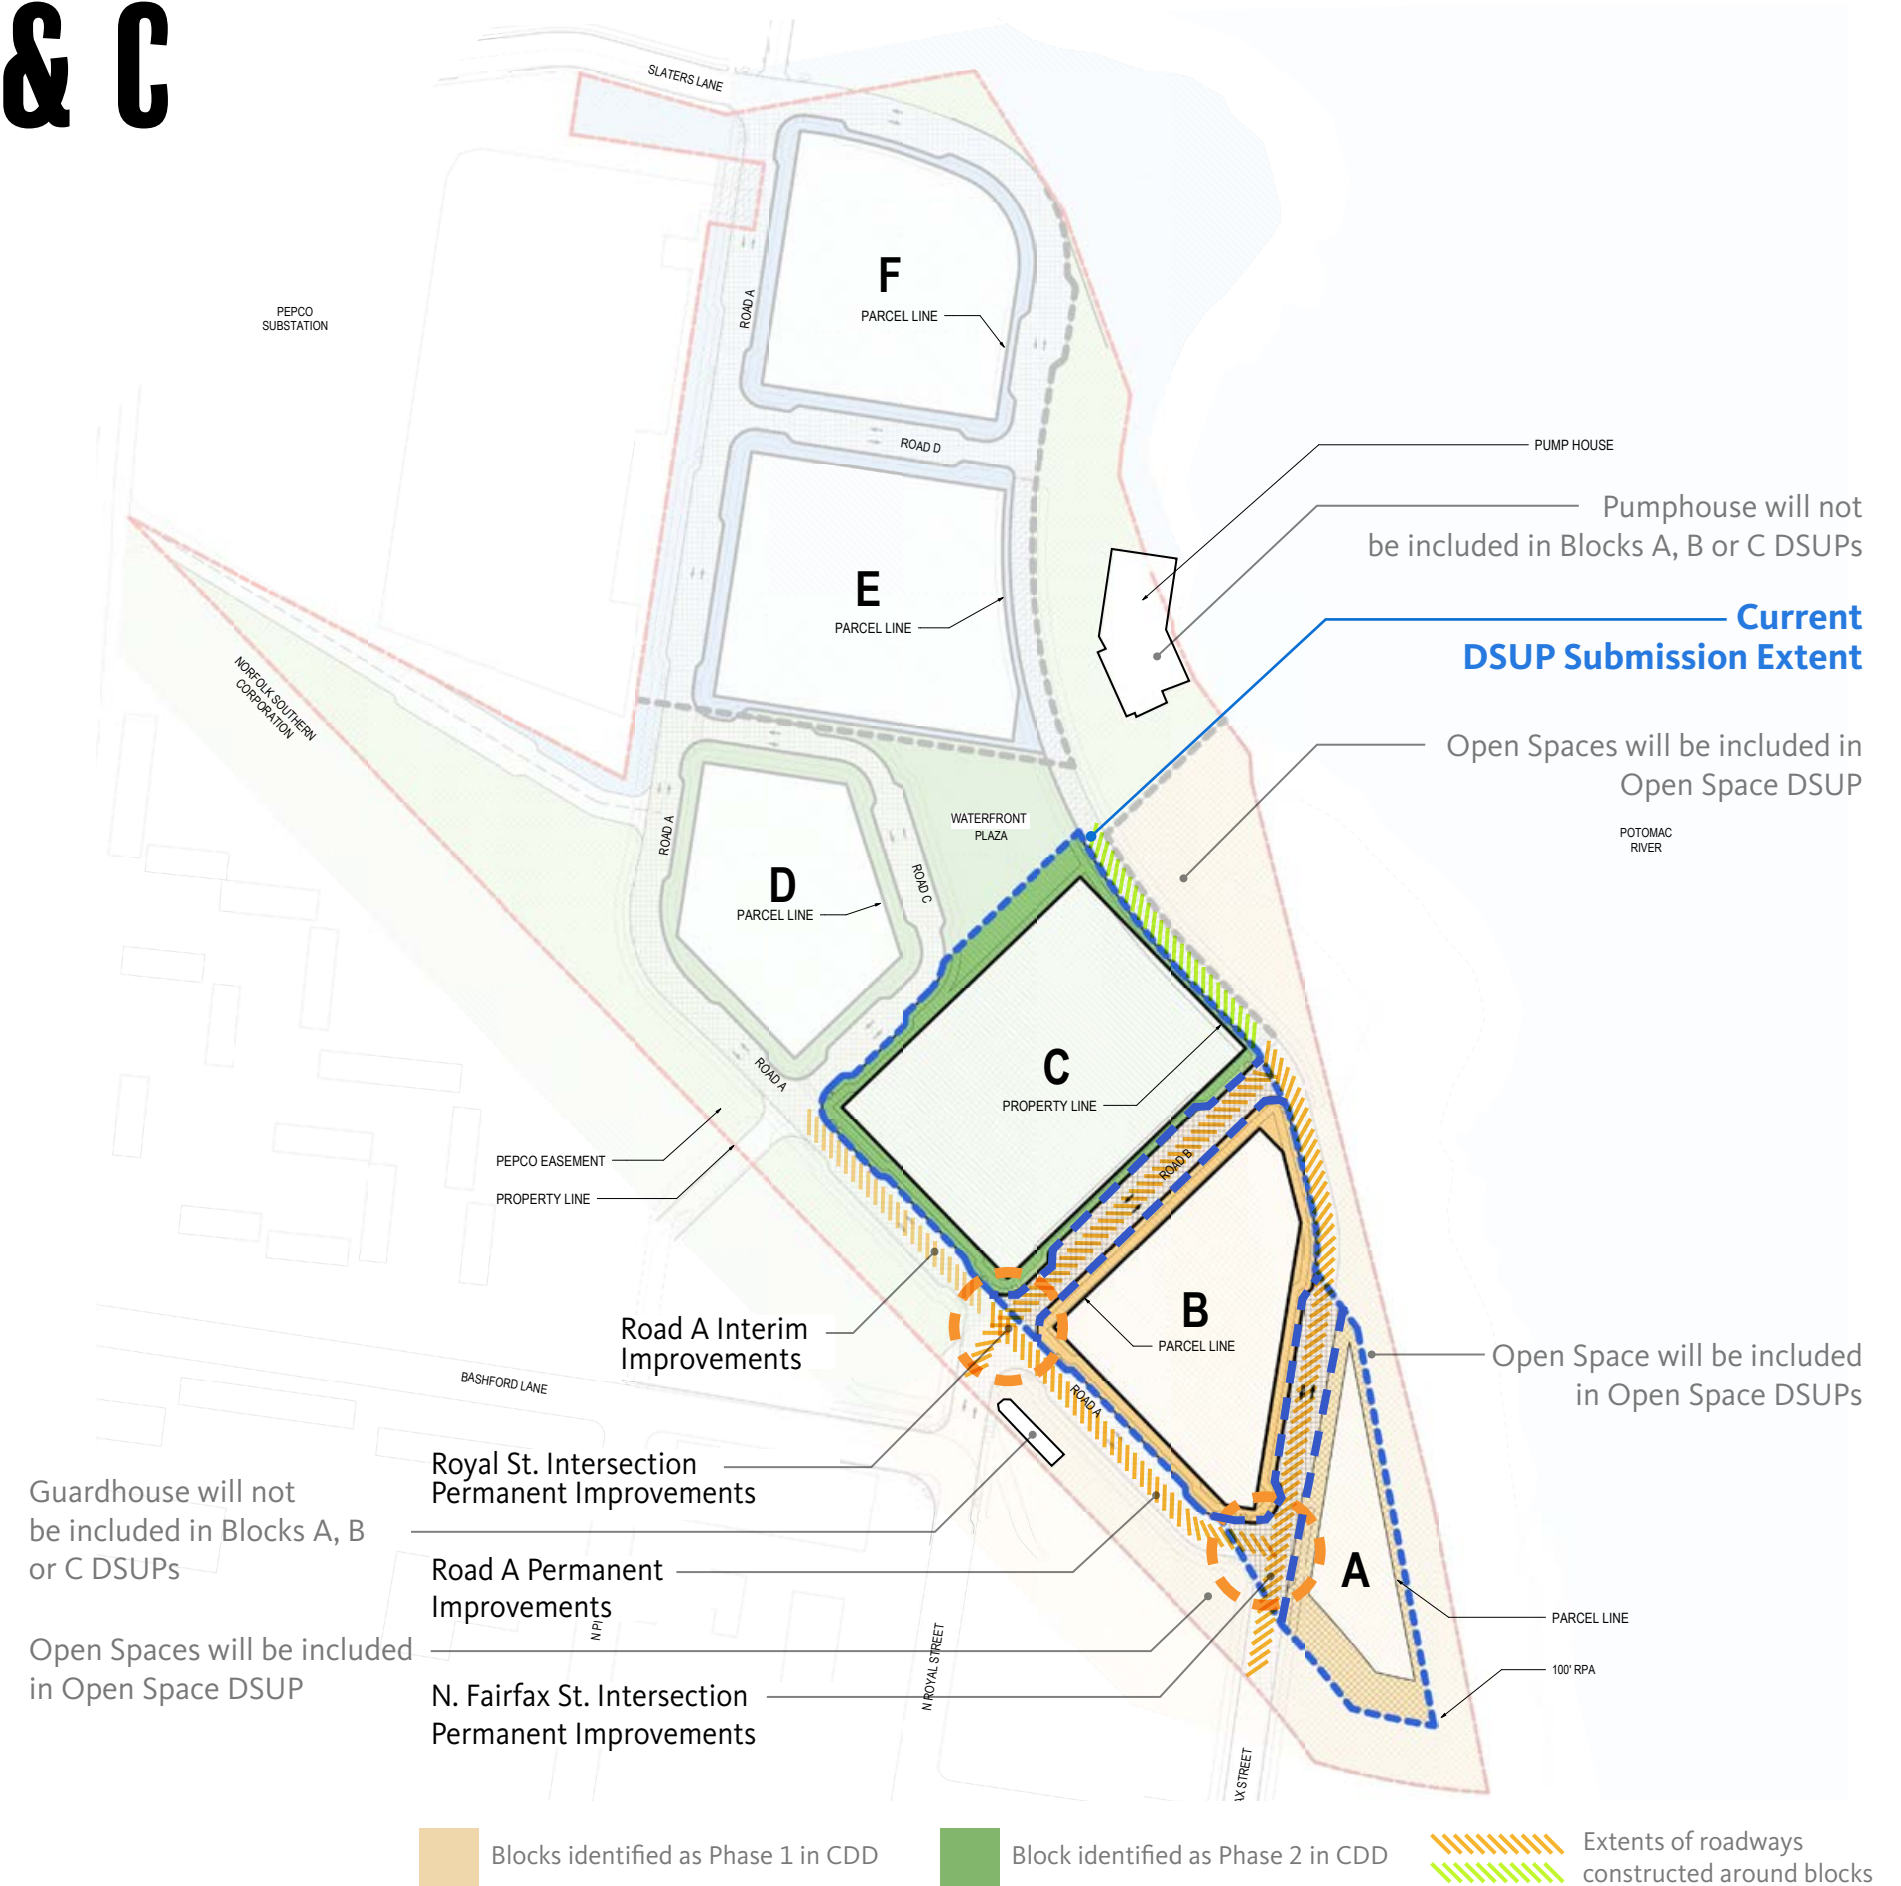 & C
SLATERS LANE
PEPCO
SUBSTATION
ROAD A
F
PARCEL LINE
ROAD D
PUMP HOUSE
Pumphouse will not
be included in Blocks A, B or C DSUPs
E
PARCEL LINE
Current
DSUP Submission Extent
NORFOLK SOUTHERN
CORPORATION
Open Spaces will be included in
Open Space DSUP
WATERFRONT
PLAZA
POTOMAC
RIVER
ROAD A
D
PARCEL LINE
ROAD C
ROAD A
C
PROPERTY LINE
PEPCO EASEMENT
PROPERTY LINE
ROAD B
B
PARCEL LINE
Road A Interim
Improvements
BASHFORD LANE
ROAD A
Open Space will be included
in Open Space DSUPs
Royal St. Intersection
Permanent Improvements
Guardhouse will not
be included in Blocks A, B
or C DSUPs
Road A Permanent
Improvements
A
PARCEL LINE
N PI
N ROYAL STREET
Open Spaces will be included
in Open Space DSUP
100' RPA
N. Fairfax St. Intersection
Permanent Improvements
AX STREET
Blocks identified as Phase 1 in CDD
Block identified as Phase 2 in CDD
Extents of roadways
constructed around blocks